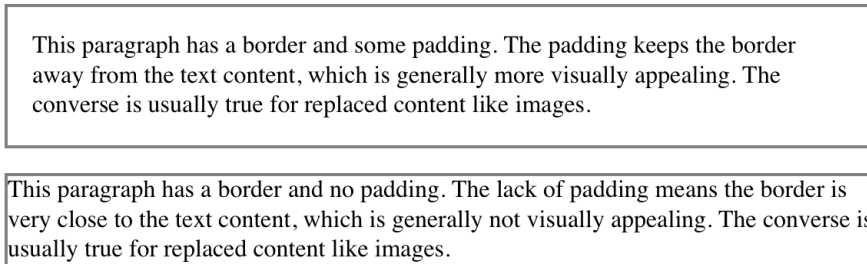 This paragraph has a border and some padding. The padding keeps the border
away from the text content, which is generally more visually appealing. The
converse is usually true for replaced content like images.
This paragraph has a border and no padding. The lack of padding means the border is
very close to the text content, which is generally not visually appealing. The converse is
usually true for replaced content like images.